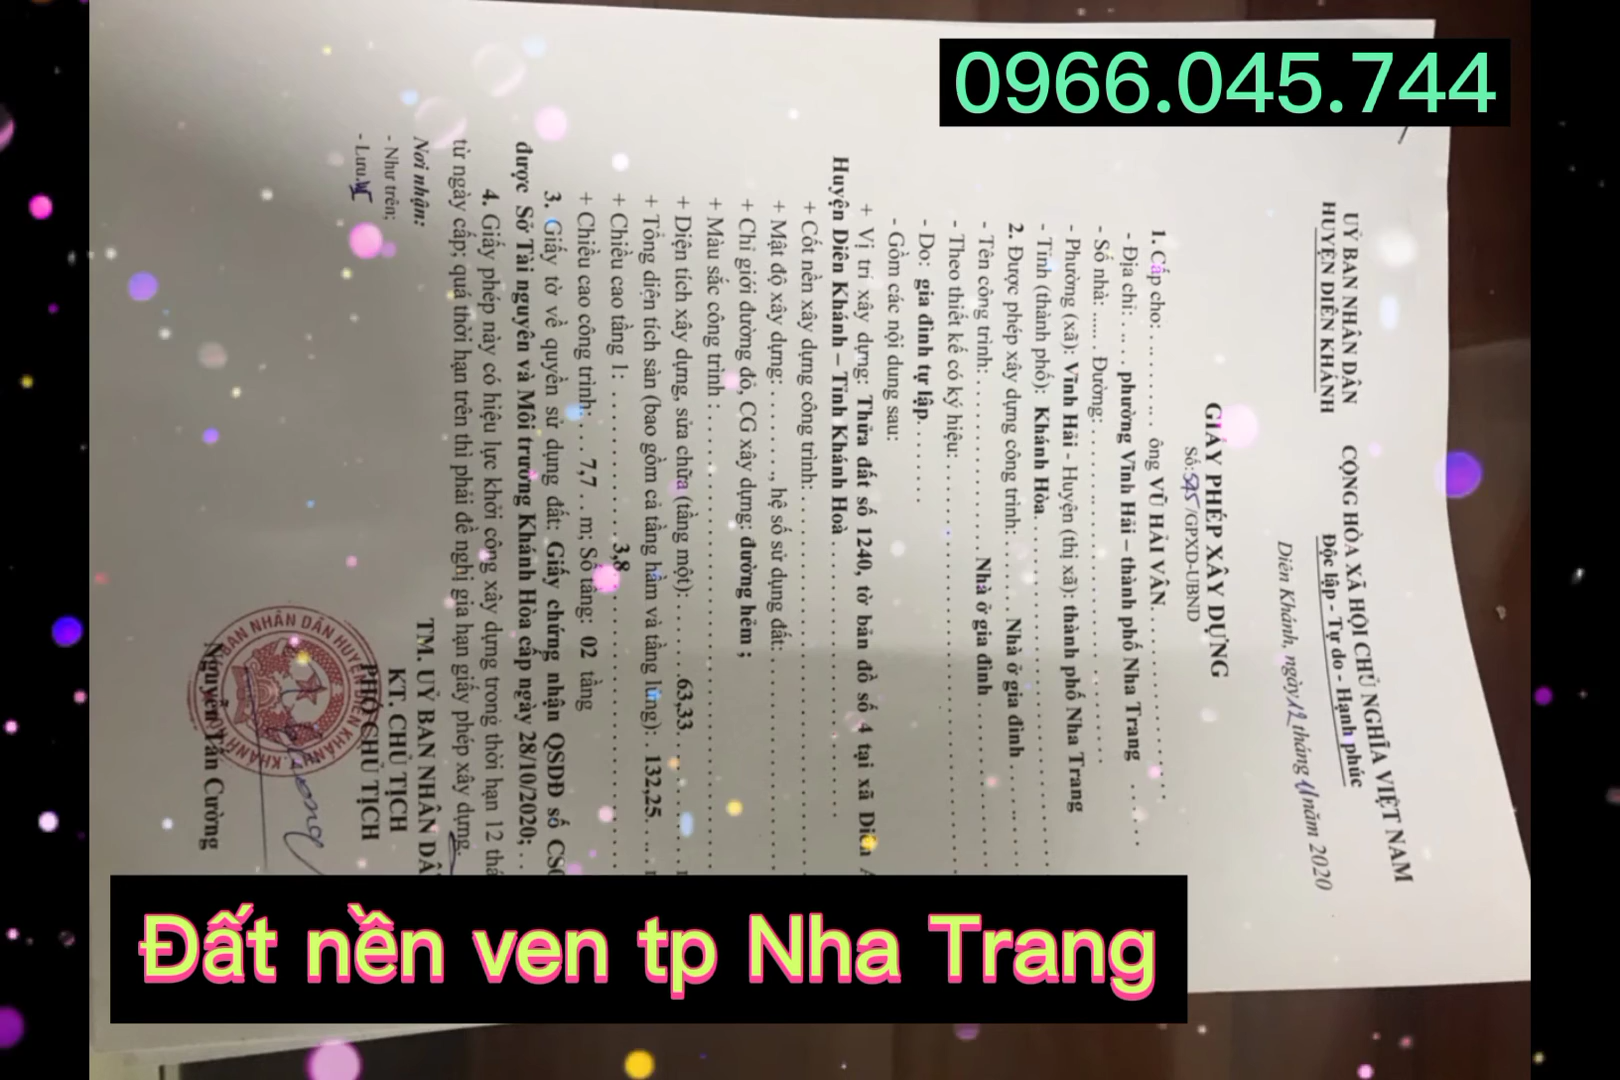 0966.045.744
UỶ BAN NHÂN DÂN
HUYỆN DIÊN KHÁNH
CỘNG HÒA XÃ HỘI CHỦ NGHĨA VIỆT NAM
Độc lập - Tự do - Hạnh phúc
Diên Khánh, ngày 12 tháng 11 năm 2020
GIẤY PHÉP XÂY DỰNG
Số: 595 /GPXD-UBND
1. Cấp cho: . . . . . . . . . . . ông VŨ HẢI VÂN. . . . . . . . . . . . . .
- Địa chỉ: . . . . . phường Vĩnh Hải – thành phố Nha Trang . . . . .
- Số nhà: ..... . Đường: . . . . . . . . . . . . . . . . . . . . . . . . . .
- Phường (xã): Vĩnh Hải - Huyện (thị xã): thành phố Nha Trang
- Tỉnh (thành phố): Khánh Hòa. . . . . . . . . . . . . . . . . . . . . . . . . .
2. Được phép xây dựng công trình: . . . . . . . Nhà ở gia đình . . . . . . . .
- Tên công trình: . . . . . . . . . . . . . . Nhà ở gia đình . . . . . . . . . . . .
- Theo thiết kế có ký hiệu: . . . . . . . . . . . . . . . . . . . . . . . . . . . . . .
- Do: gia đình tự lập. . . . . . .
- Gồm các nội dung sau:
+ Vị trí xây dựng: Thửa đất số 1240, tờ bản đồ số 4 tại xã Diên
Huyện Diên Khánh – Tỉnh Khánh Hoà . . . . . . . . . . . . . . . . . . . . .
+ Cốt nền xây dựng công trình: . . . . . . . . . . . . . . . . . . . . . . . . . . . .
+ Mật độ xây dựng: . . . . . . . . , hệ số sử dụng đất: . . . . . . . . . . . . . . . .
+ Chỉ giới đường đỏ, CG xây dựng: đường hẻm ;
+ Màu sắc công trình : . . . . . . . . . . . . . . . . . . . . . . . . . . . . . . . . . . .
+ Diện tích xây dựng, sửa chữa (tầng một): . . . . . . .63,33. . . . . . . . . .
+ Tổng diện tích sàn (bao gồm cả tầng hầm và tầng lửng): . 132,25. . . . .
+ Chiều cao tầng 1: . . . . . . . . . . . . . 3,8 . . . . . . . . . . . . . . . . . . . . .
+ Chiều cao công trình: . . . 7,7 . . m; Số tầng: 02 tầng
3. Giấy tờ về quyền sử dụng đất: Giấy chứng nhận QSDĐ số
được Sở Tài nguyên và Môi trường Khánh Hòa cấp ngày 28/10/2020; . .
4. Giấy phép này có hiệu lực khởi công xây dựng trong thời hạn 12
từ ngày cấp; quá thời hạn trên thì phải đề nghị gia hạn giấy phép xây dựng.
Nơi nhận:
- Như trên;
- Lưu.
TM. UỶ BAN NHÂN DÂ
KT. CHỦ TỊCH
PHÓ CHỦ TỊCH
Nguyễn Tấn Cường
Đất nền ven tp Nha Trang